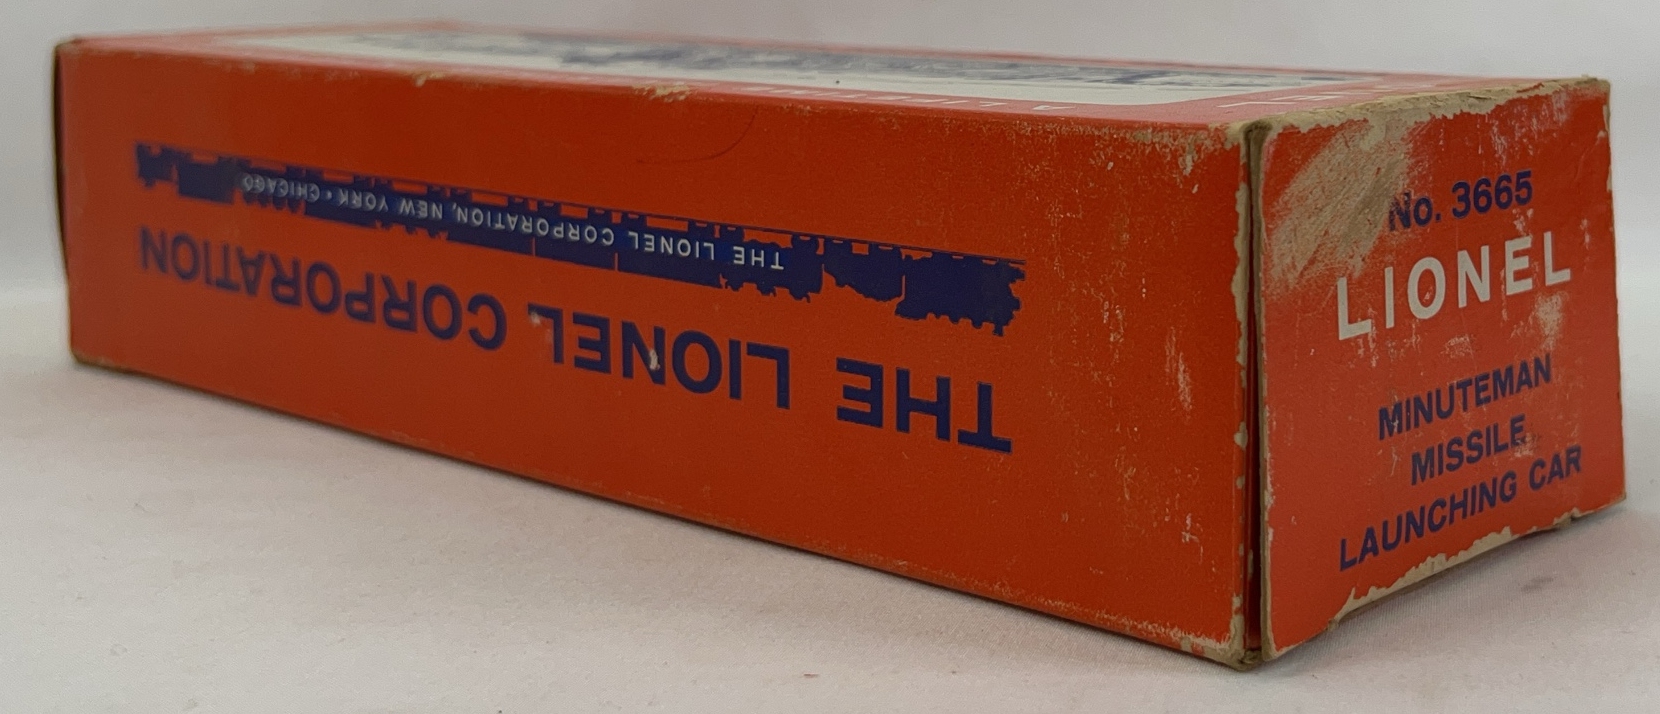 No. 3665
LIONEL
MINUTEMAN
MISSILE
LAUNCHING CAR
THE LIONEL CORPORATION
THE LIONEL CORPORATION, NEW YORK • CHICAGO